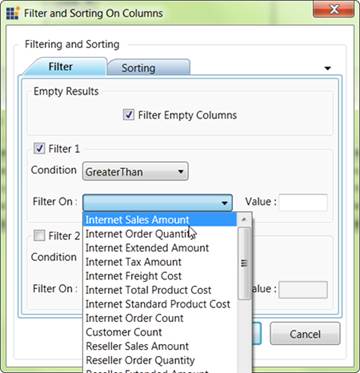 Filter and Sorting On Columns
Filtering and Sorting
Filter
Sorting
Empty Results
Filter Empty Columns
Filter 1
Condition
GreaterThan
Filter On :
Value :
Internet Sales Amount
Internet Order Quantity
Filter 2
Internet Extended Amount
Condition
Internet Tax Amount
Internet Freight Cost
Filter On :
Internet Total Product Cost
Internet Standard Product Cost
Internet Order Count
Customer Count
Cancel
Reseller Sales Amount
Reseller Order Quantity
Reseller Extended Amount